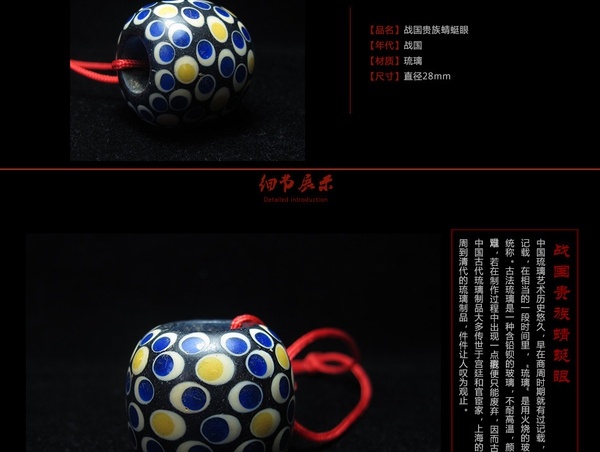 【品名】战国贵族蜻蜓眼
【年代】战国
【材质】琉璃
【尺寸】直径28mm
细节展示
Detailed introduction
战国贵族蜻蜓眼
中国琉璃艺术历史悠久，早在商周时期就有过记载，
记载，在相当的一段时间里，“琉璃”是用火烧的玻
统称。古法琉璃是一种含铅钡的玻璃，不耐高温，颜
若在制作过程中出现一点
便只能废弃，因而古
中国古代琉璃制品大多传世于宫廷和官宦家，上海的
周到清代的琉璃制品，件件让人叹为观止。